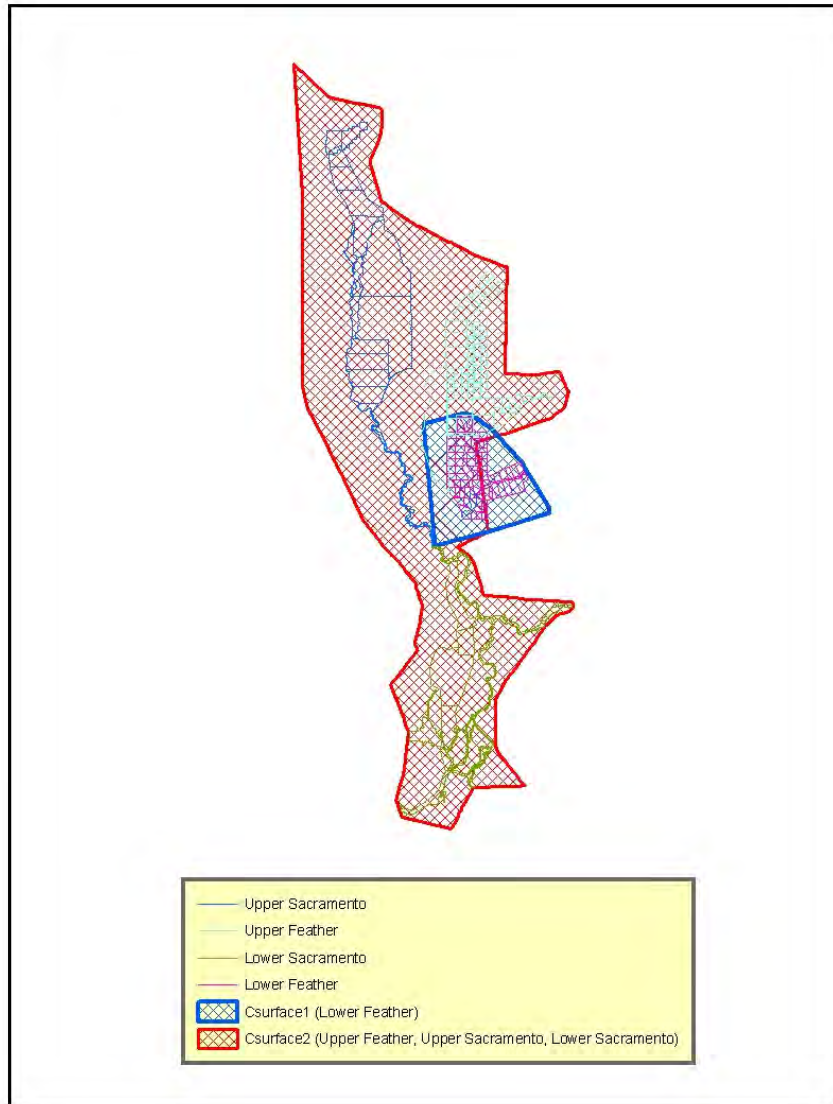 Upper Sacramento
Upper Feather
Lower Sacramento
Lower Feather
Csurface1 (Lower Feather)
Csurface2 (Upper Feather, Upper Sacramento, Lower Sacramento)